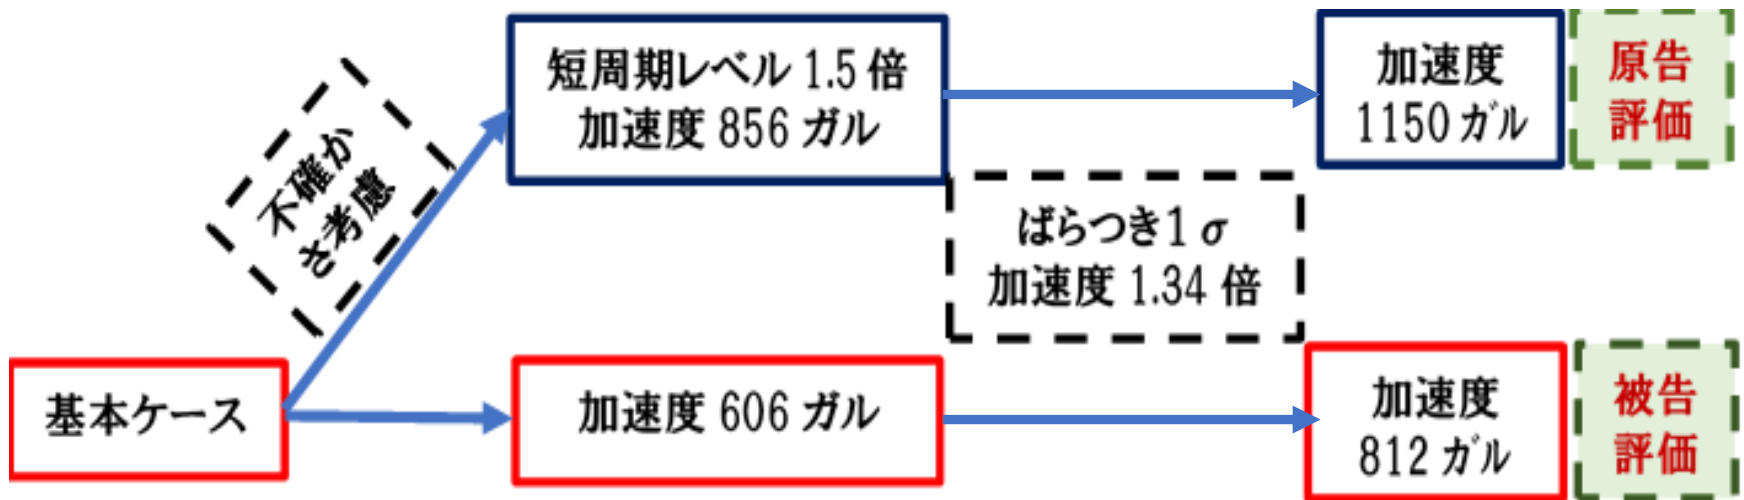 短周期レベル 1.5 倍
加速度 856 ガル
加速度
1150 ガル
原告
評価
不確か
さ考慮
ばらつき1 σ
加速度 1.34 倍
基本ケース
加速度 606 ガル
加速度
812 ガル
被告
評価